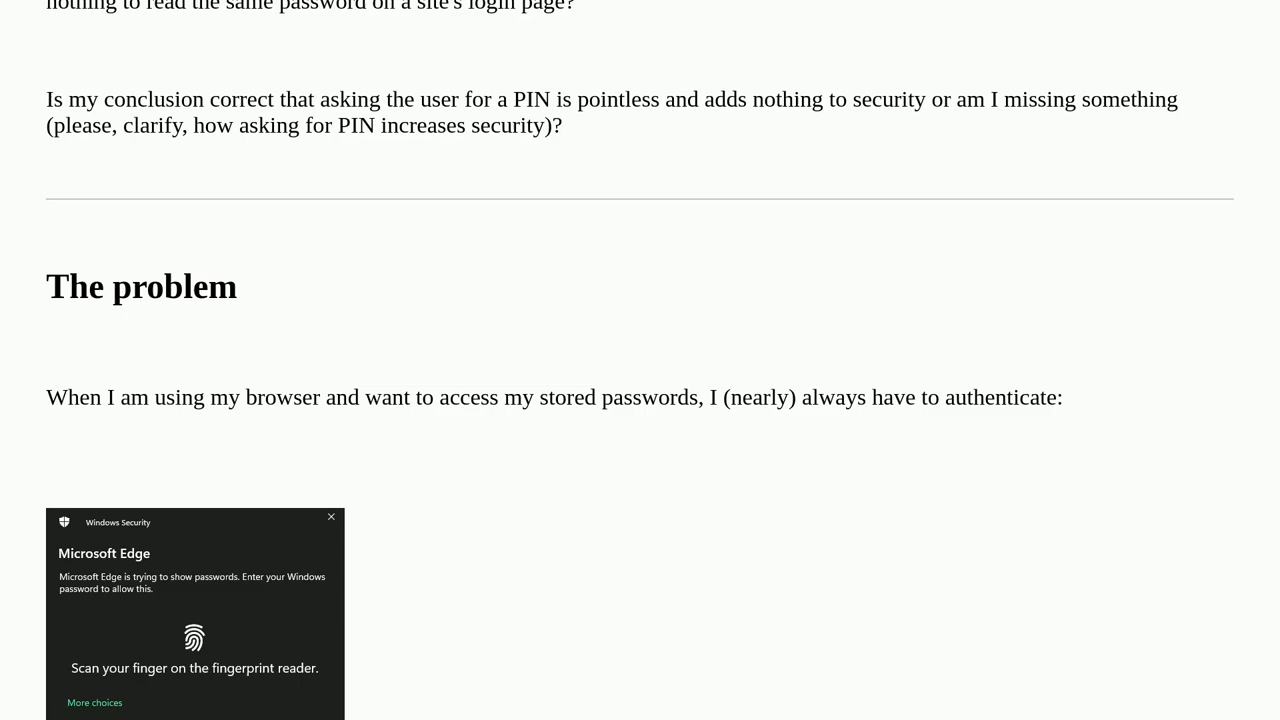 nothing to read the same password on a site's login page?
Is my conclusion correct that asking the user for a PIN is pointless and adds nothing to security or am I missing something
(please, clarify, how asking for PIN increases security)?
The problem
When I am using my browser and want to access my stored passwords, I (nearly) always have to authenticate:
Windows Security
Microsoft Edge
Microsoft Edge is trying to show passwords. Enter your Windows
password to allow this.
Scan your finger on the fingerprint reader.
More choices